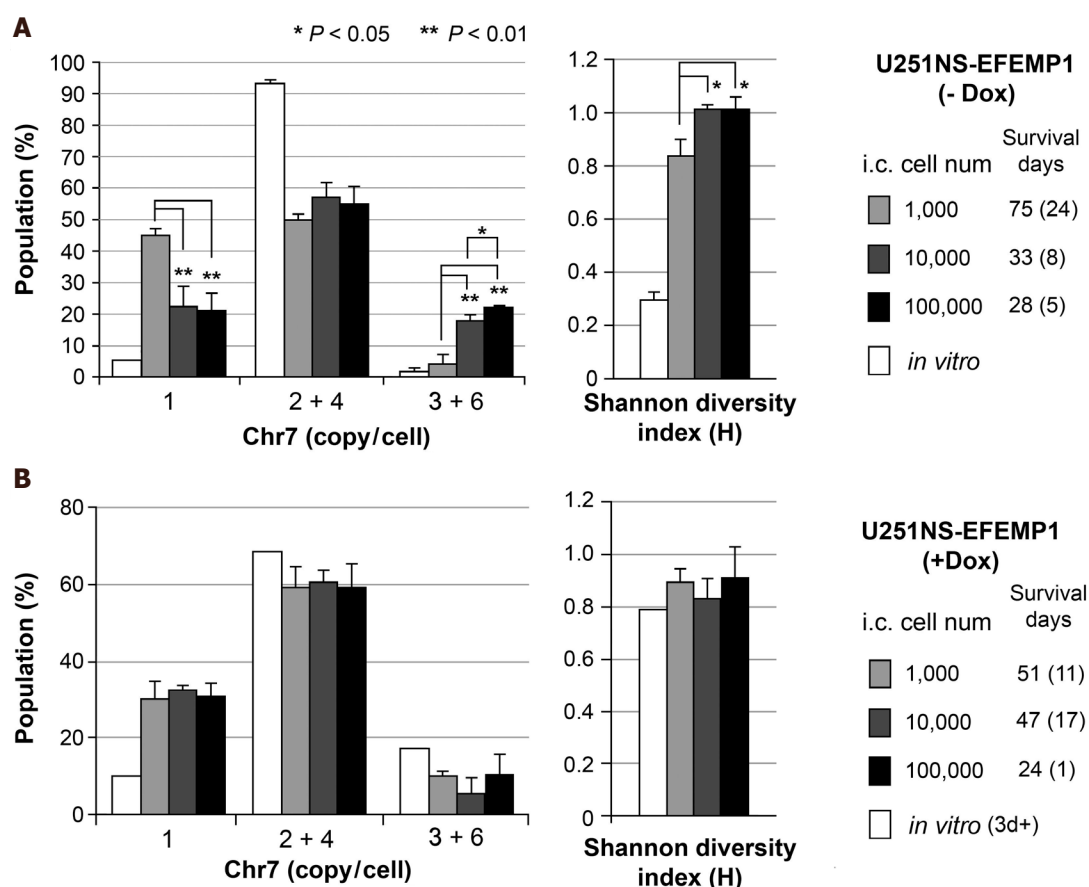 A
* P < 0.05 ** P < 0.01
Population (%)
100
90
80
70
60
50
40
30
20
10
0
** **
*
** **
1 2 + 4 3 + 6
Chr7 (copy/cell)
1.2
1.0
0.8
0.6
0.4
0.2
0
* *
Shannon diversity
index (H)
U251NS-EFEMP1
(- Dox)
Survival
days
i.c. cell num
1,000 75 (24)
10,000 33 (8)
100,000 28 (5)
in vitro
B
Population (%)
80
60
40
20
0
1 2 + 4 3 + 6
Chr7 (copy/cell)
1.2
1.0
0.8
0.6
0.4
0.2
0
Shannon diversity
index (H)
U251NS-EFEMP1
(+Dox)
Survival
days
i.c. cell num
1,000 51 (11)
10,000 47 (17)
100,000 24 (1)
in vitro (3d+)